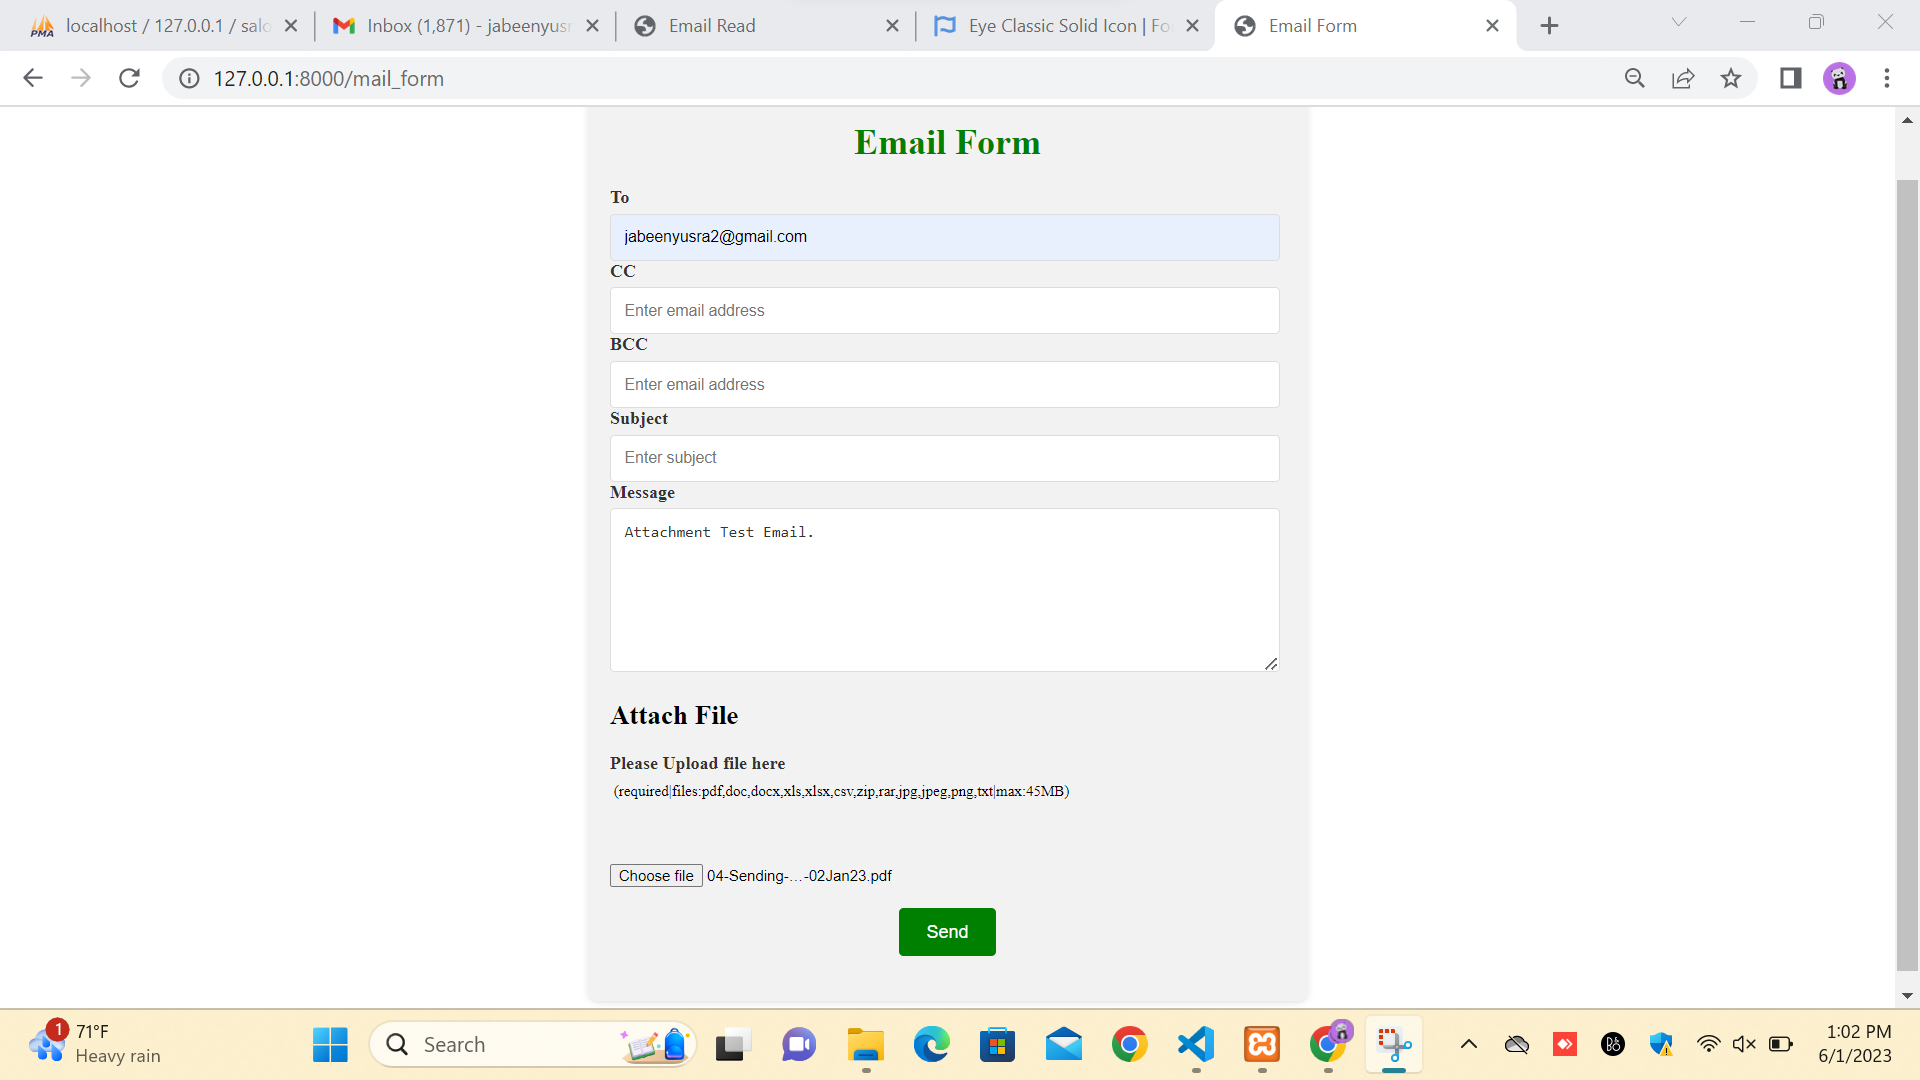 localhost / 127.0.0.1 / salo
Inbox (1,871) - jabeenyusr
Email Read
Eye Classic Solid Icon | Fo
Email Form
127.0.0.1:8000/mail_form
Email Form
To
jabeenyusra2@gmail.com
CC
Enter email address
BCC
Enter email address
Subject
Enter subject
Message
Attachment Test Email.
Attach File
Please Upload file here
(required|files:pdf,doc,docx,xls,xlsx,csv,zip,rar,jpg,jpeg,png,txt|max:45MB)
Choose file 04-Sending-...-02Jan23.pdf
Send
1
71°F
Heavy rain
Search
1:02 PM
6/1/2023